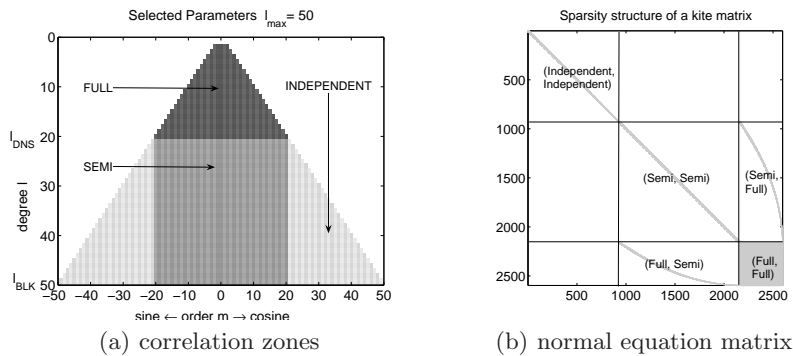 Selected Parameters l_max = 50
0
10
20
30
40
50
l_DNS
l_BLK
degree l
FULL
SEMI
INDEPENDENT
−50 −40 −30 −20 −10 0 10 20 30 40 50
sine ← order m → cosine
(a) correlation zones
Sparsity structure of a kite matrix
500
1000
1500
2000
2500
(Independent,
Independent)
(Semi, Semi)
(Semi,
Full)
(Full, Semi)
(Full,
Full)
500 1000 1500 2000 2500
(b) normal equation matrix